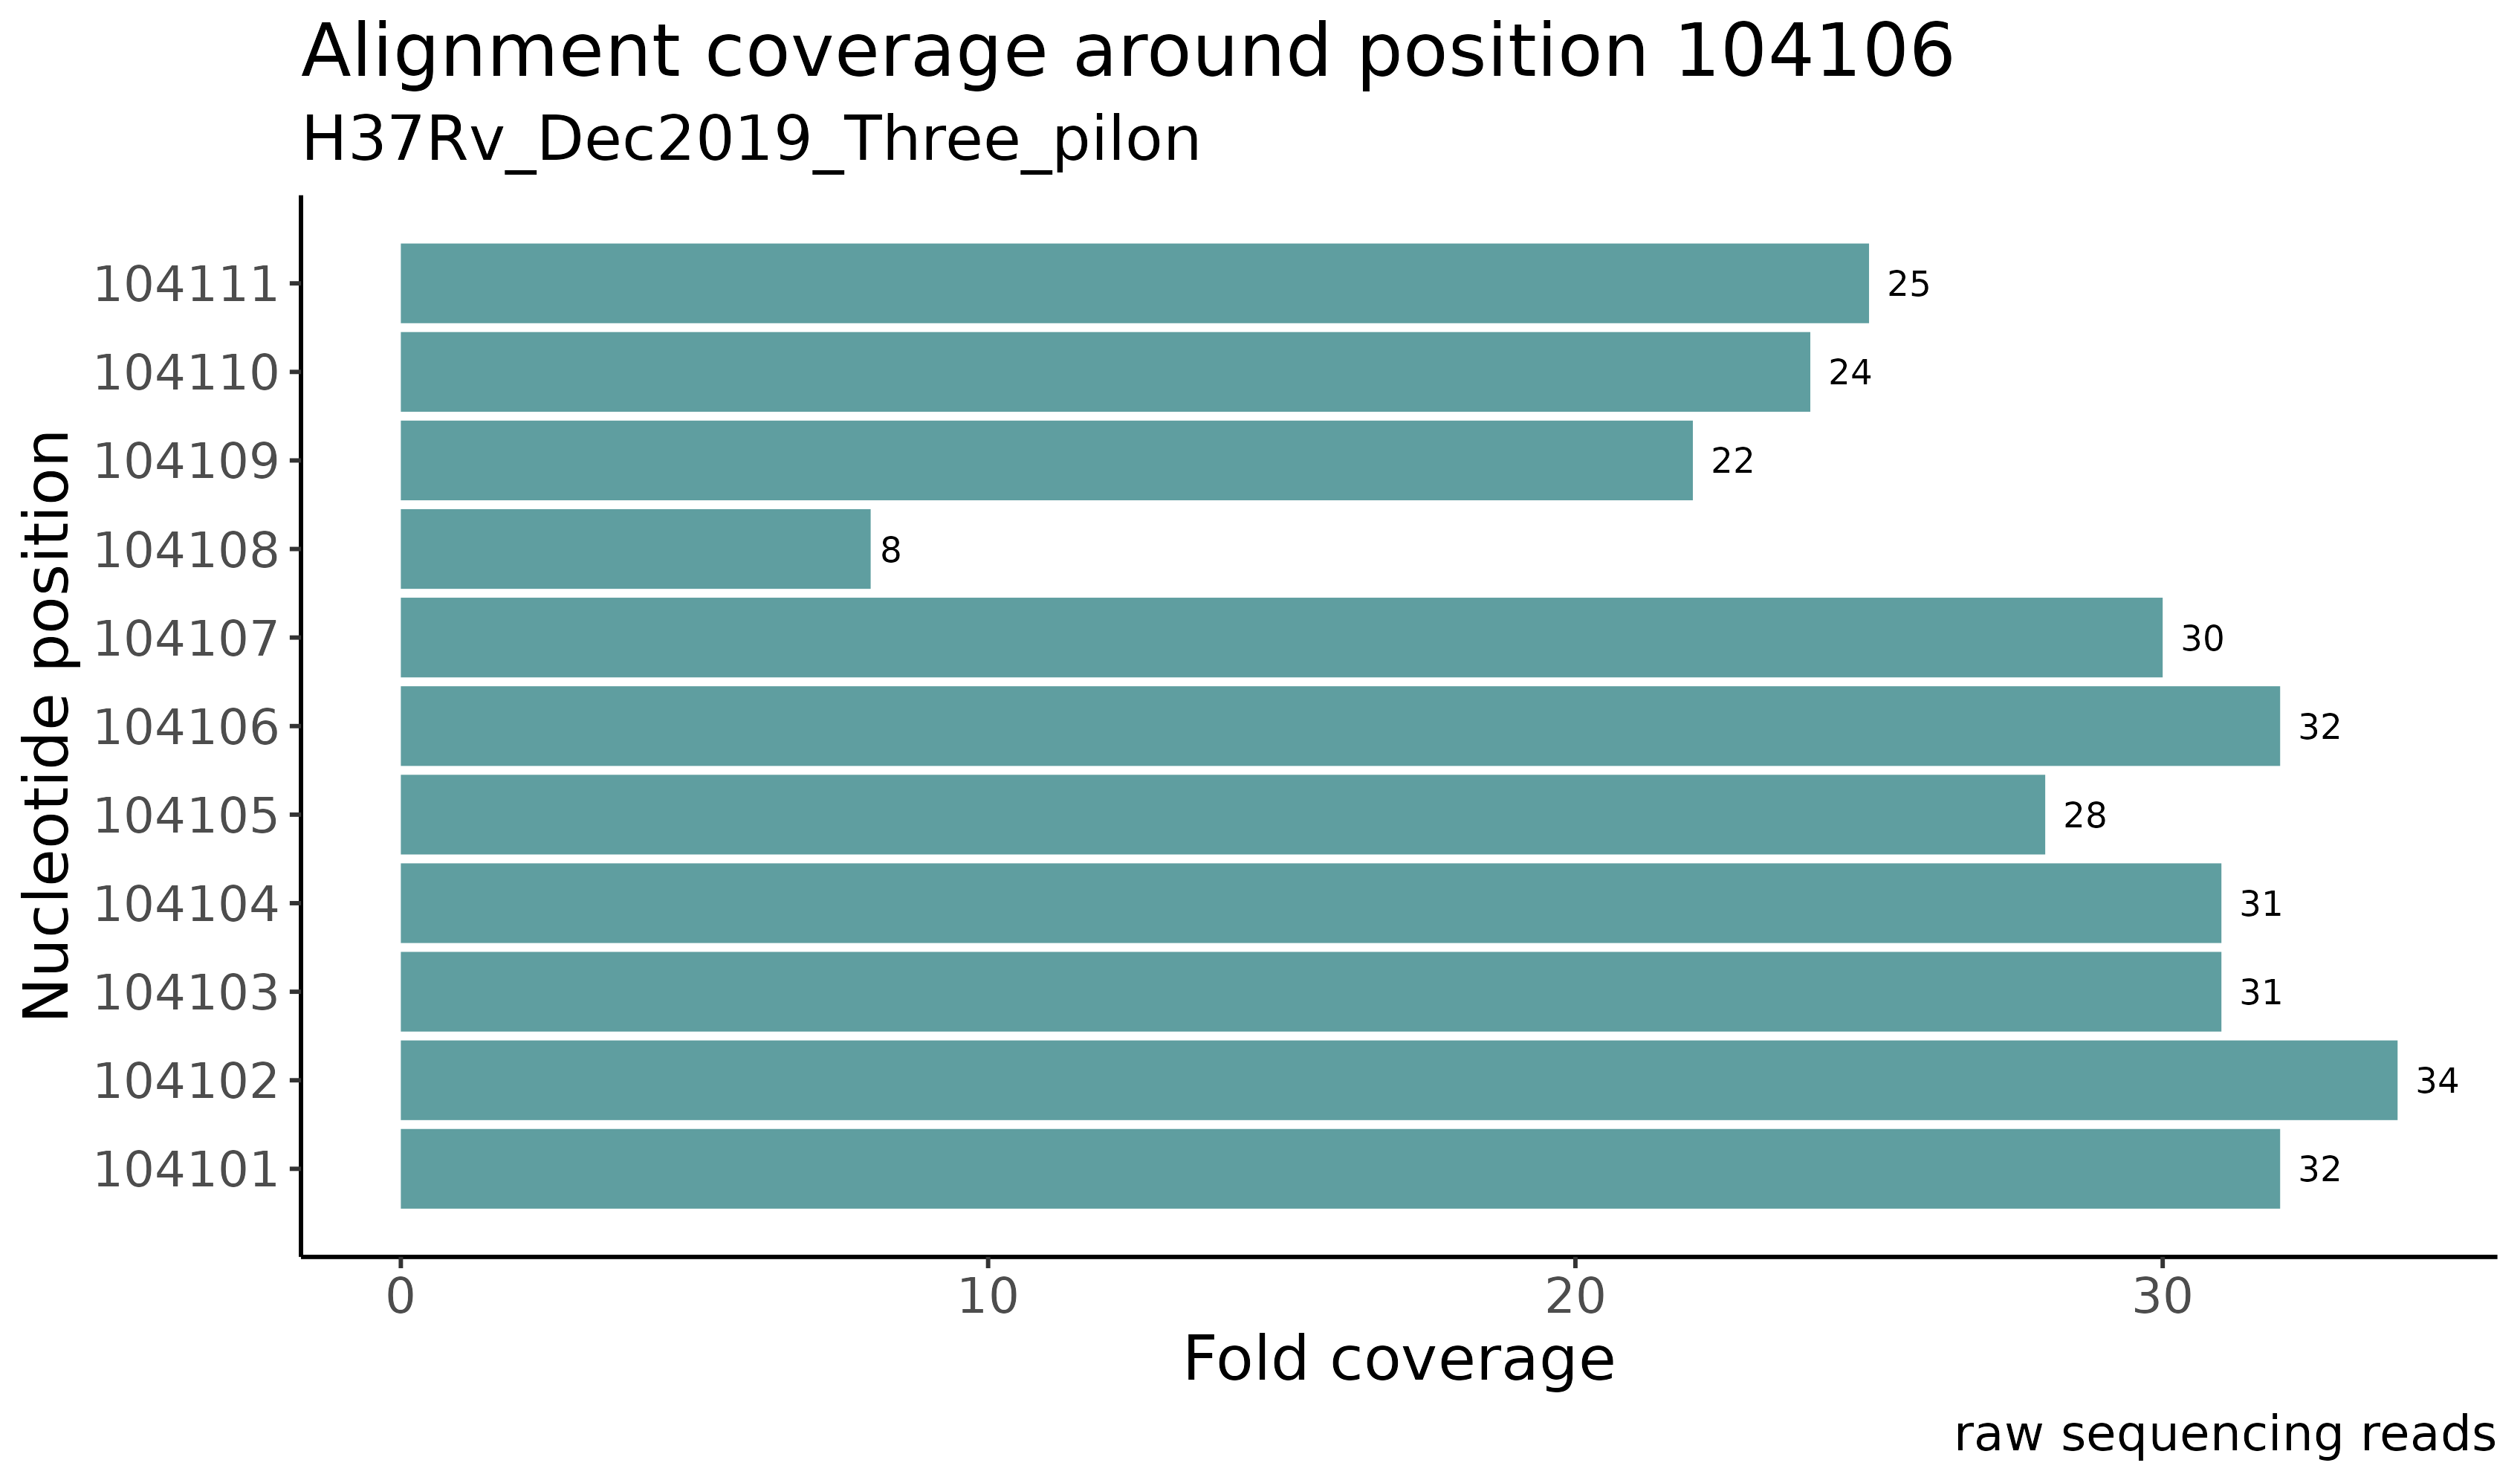 Alignment coverage around position 104106
H37Rv_Dec2019_Three_pilon
Nucleotide position
104111 25
104110 24
104109 22
104108 8
104107 30
104106 32
104105 28
104104 31
104103 31
104102 34
104101 32
0 10 20 30
Fold coverage
raw sequencing reads